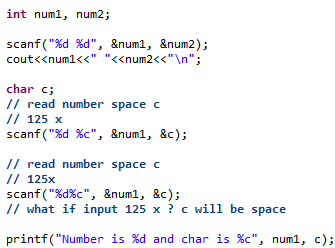 int num1, num2;
scanf("%d %d", &num1, &num2);
cout<<num1<<" "<<num2<<"\n";
char c;
// read number space c
// 125 x
scanf("%d %c", &num1, &c);
// read number space c
// 125x
scanf("%d%c", &num1, &c);
// what if input 125 x ? c will be space
printf("Number is %d and char is %c", num1, c);